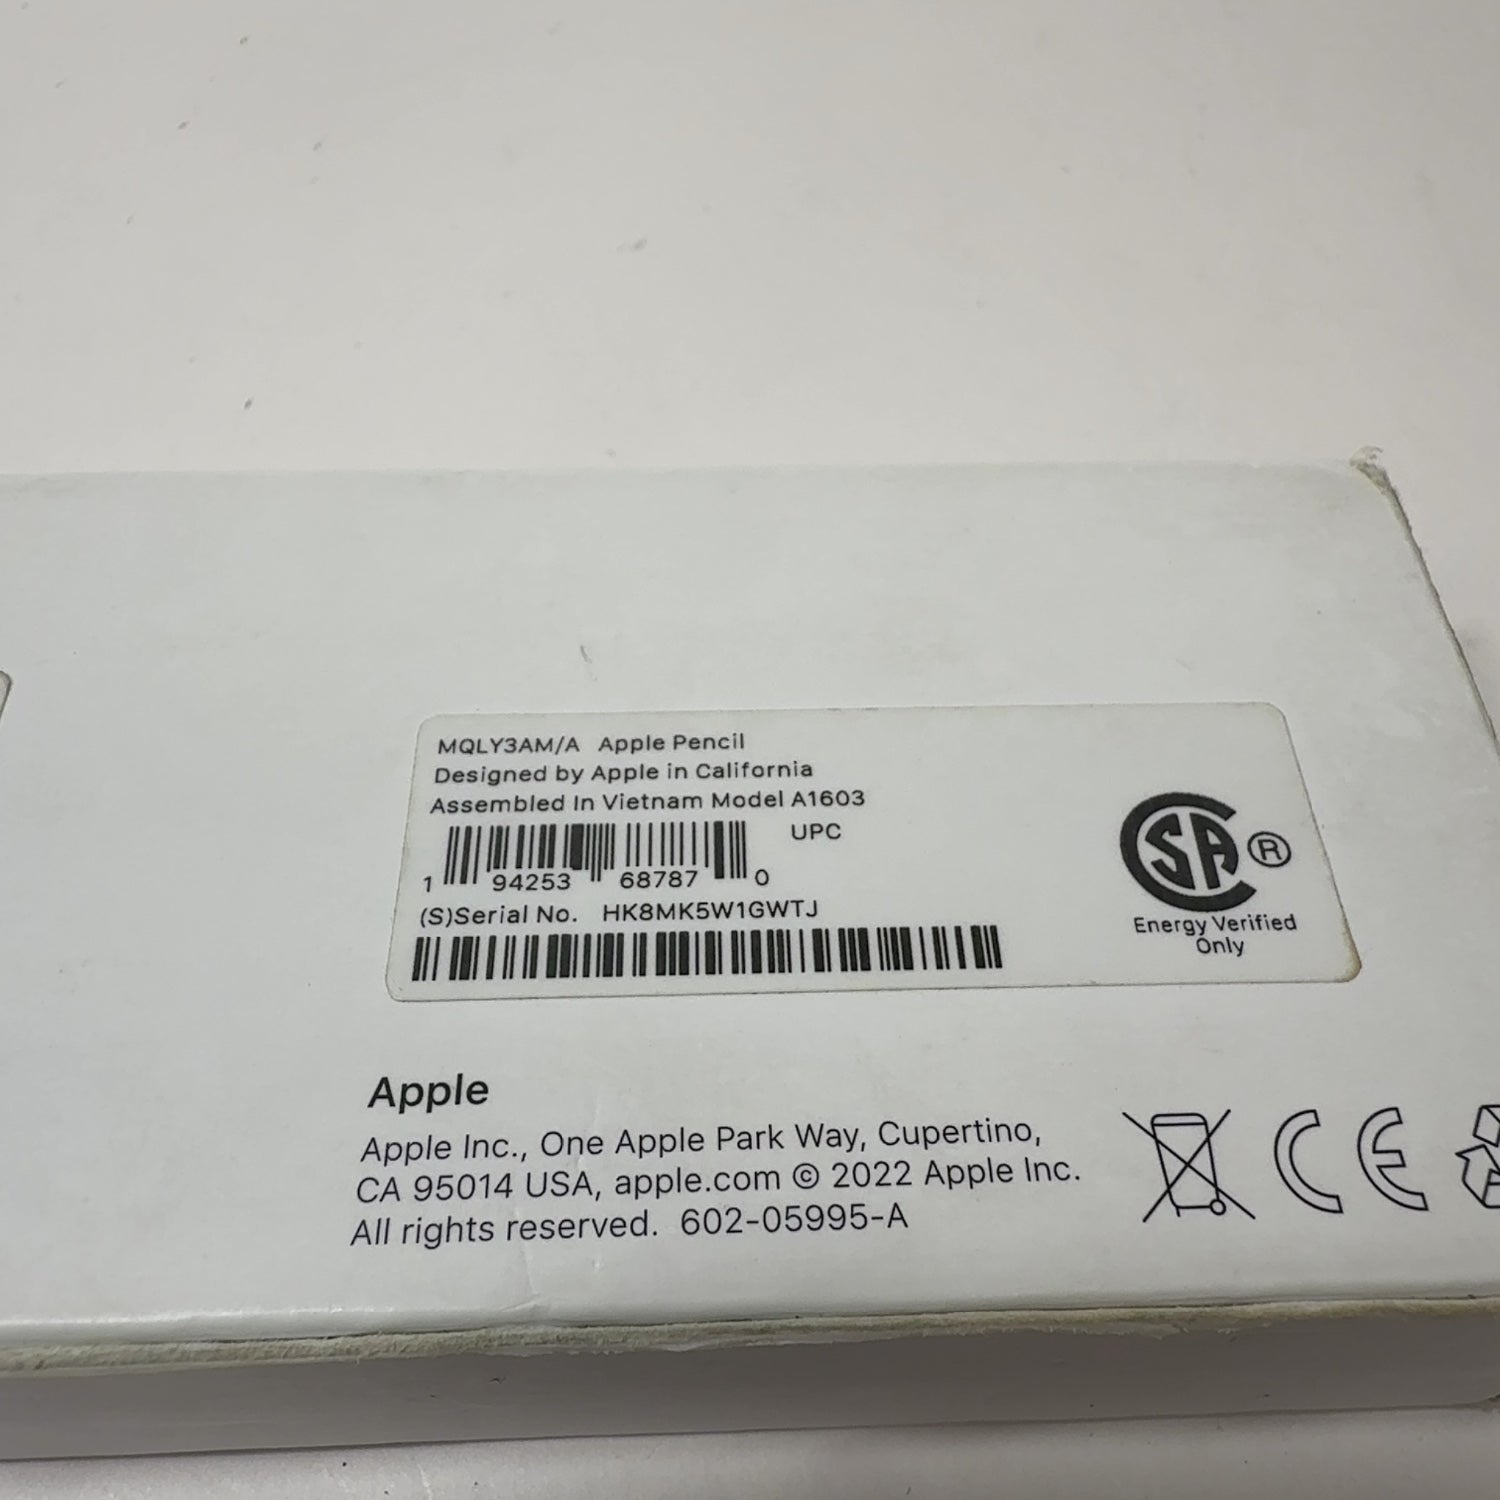 MQLY3AM/A Apple Pencil
Designed by Apple in California
Assembled In Vietnam Model A1603
UPC
1 94253 68787 0
(S)Serial No. HK8MK5W1GWTJ
CSA ®
Energy Verified
Only
Apple
Apple Inc., One Apple Park Way, Cupertino,
CA 95014 USA, apple.com © 2022 Apple Inc.
All rights reserved. 602-05995-A
CE